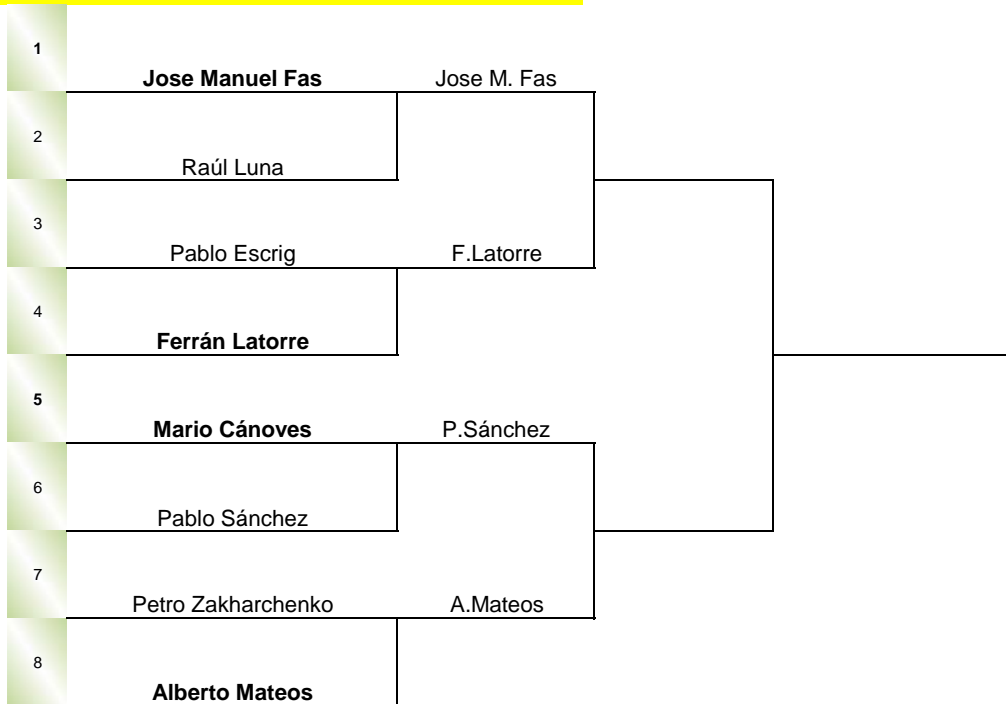 1
Jose Manuel Fas Jose M. Fas
2
Raúl Luna
3
Pablo Escrig F.Latorre
4
Ferrán Latorre
5
Mario Cánoves P.Sánchez
6
Pablo Sánchez
7
Petro Zakharchenko A.Mateos
8
Alberto Mateos